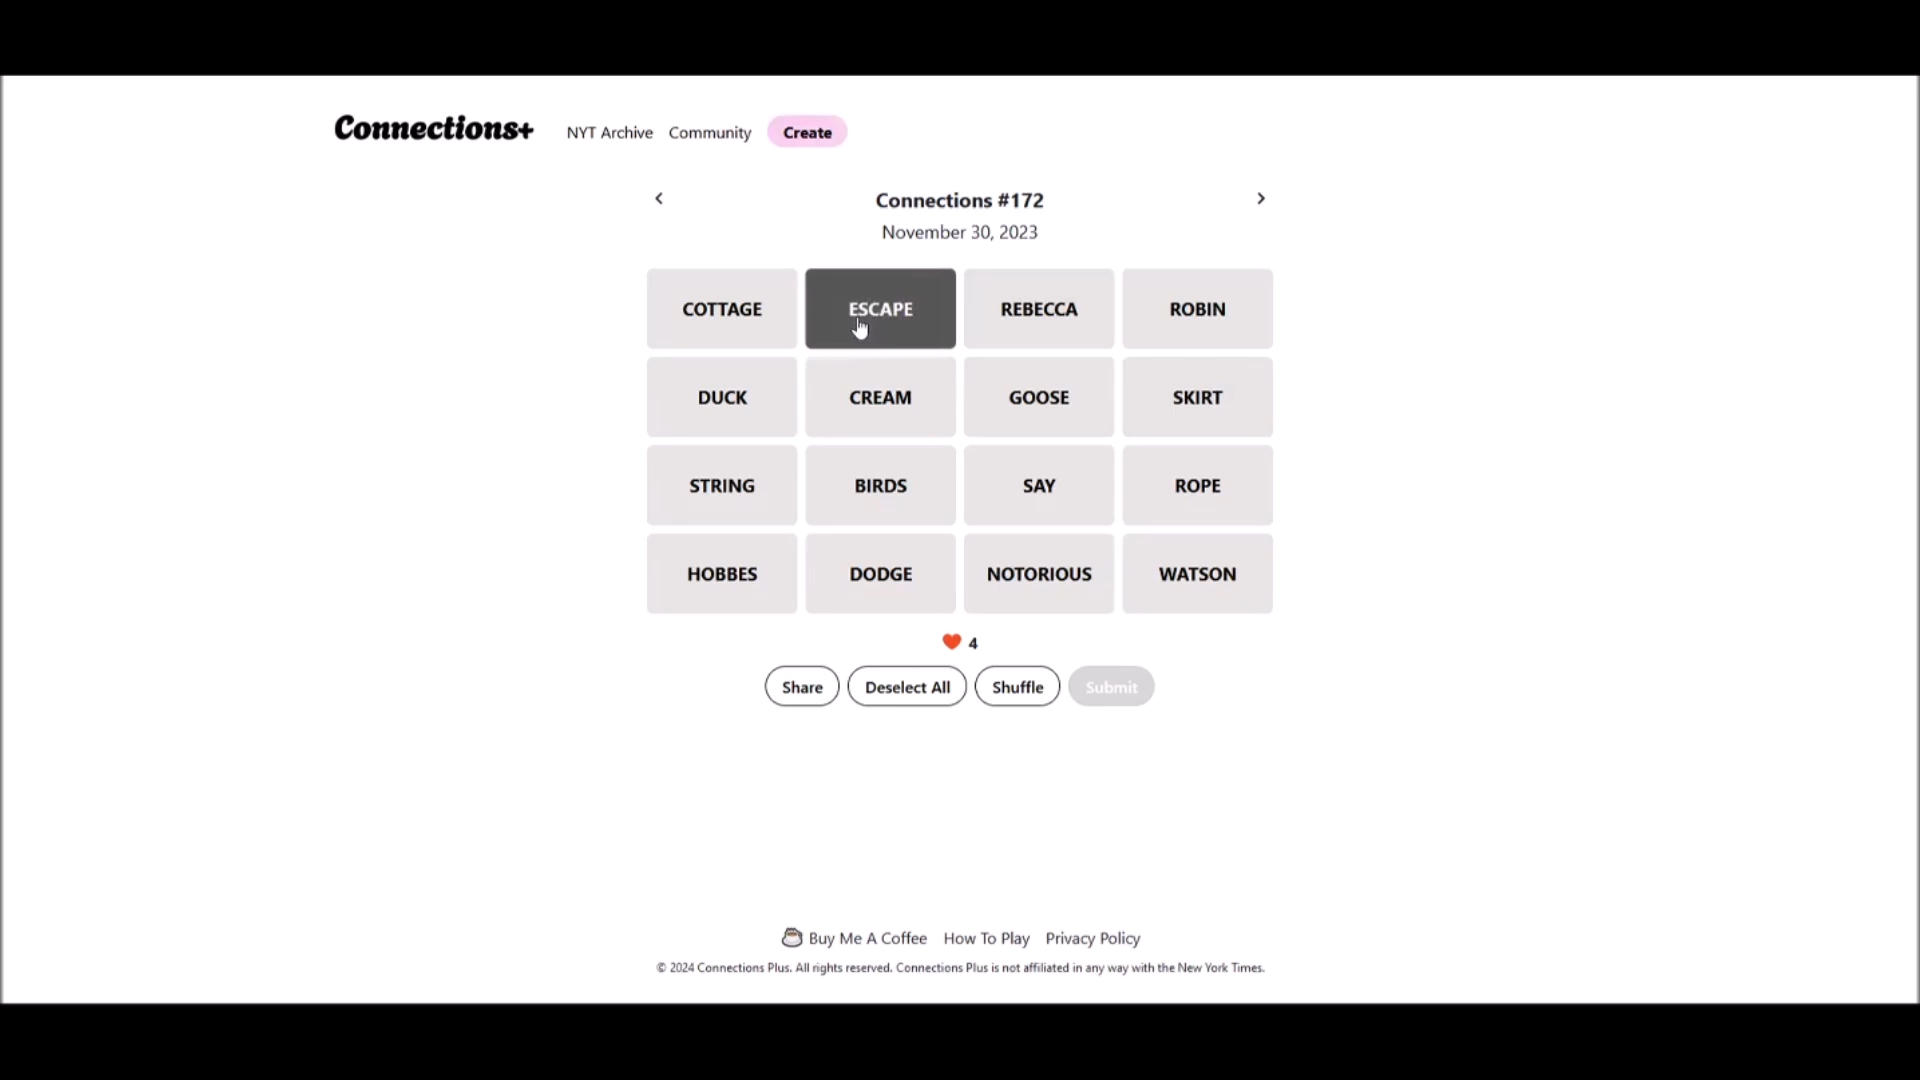 Connections+ NYT Archive Community Create
Connections #172
November 30, 2023
COTTAGE ESCAPE REBECCA ROBIN
DUCK CREAM GOOSE SKIRT
STRING BIRDS SAY ROPE
HOBBES DODGE NOTORIOUS WATSON
4
Share Deselect All Shuffle Submit
Buy Me A Coffee How To Play Privacy Policy
© 2024 Connections Plus. All rights reserved. Connections Plus is not affiliated in any way with the New York Times.